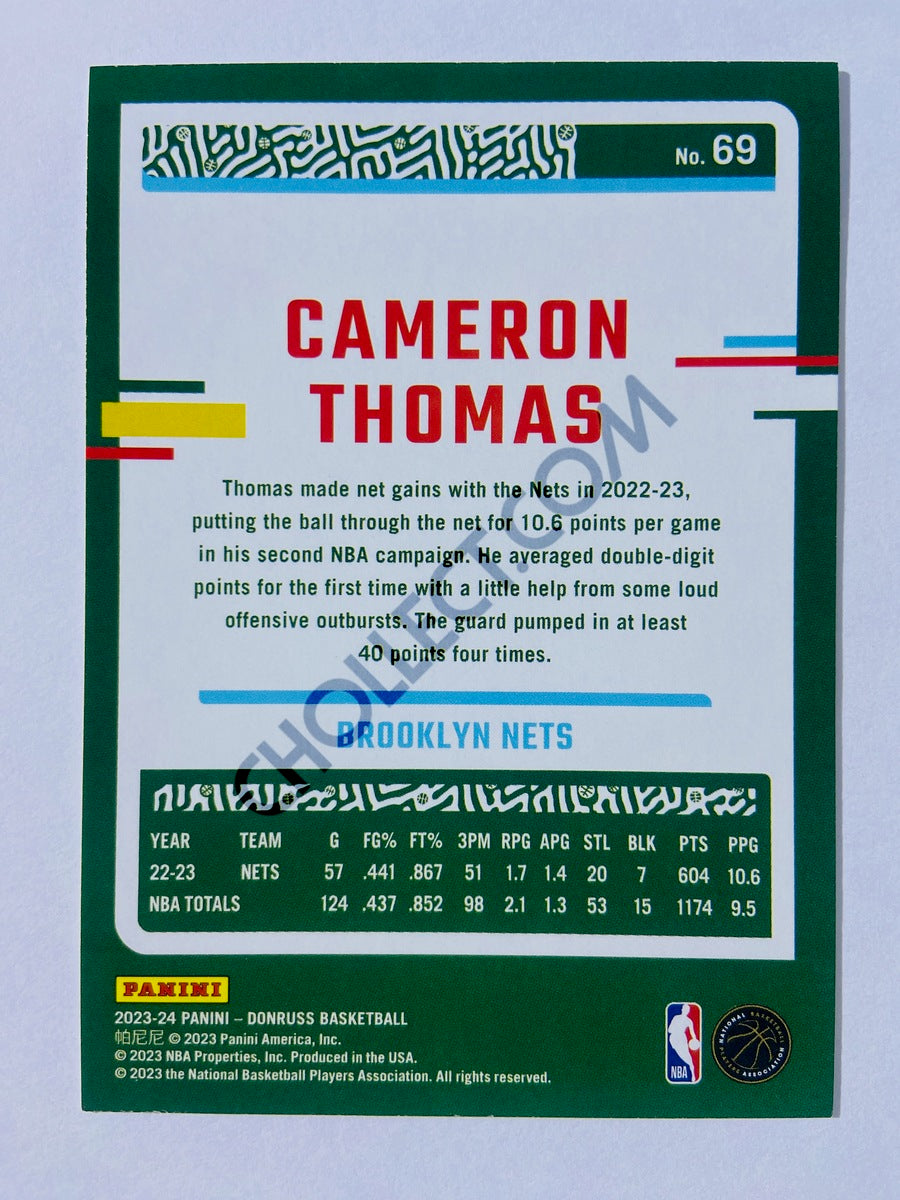 No. 69
CAMERON
THOMAS
Thomas made net gains with the Nets in 2022-23,
putting the ball through the net for 10.6 points per game
in his second NBA campaign. He averaged double-digit
points for the first time with a little help from some loud
offensive outbursts. The guard pumped in at least
40 points four times.
CHOLLECT.COM
BROOKLYN NETS
YEAR TEAM G FG% FT% 3PM RPG APG STL BLK PTS PPG
22-23 NETS 57 .441 .867 51 1.7 1.4 20 7 604 10.6
NBA TOTALS 124 .437 .852 98 2.1 1.3 53 15 1174 9.5
PANINI
2023-24 PANINI – DONRUSS BASKETBALL
帕尼尼 © 2023 Panini America, Inc.
© 2023 NBA Properties, Inc. Produced in the USA.
© 2023 the National Basketball Players Association. All rights reserved.
NBA
NATIONAL BASKETBALL
PLAYERS ASSOCIATION